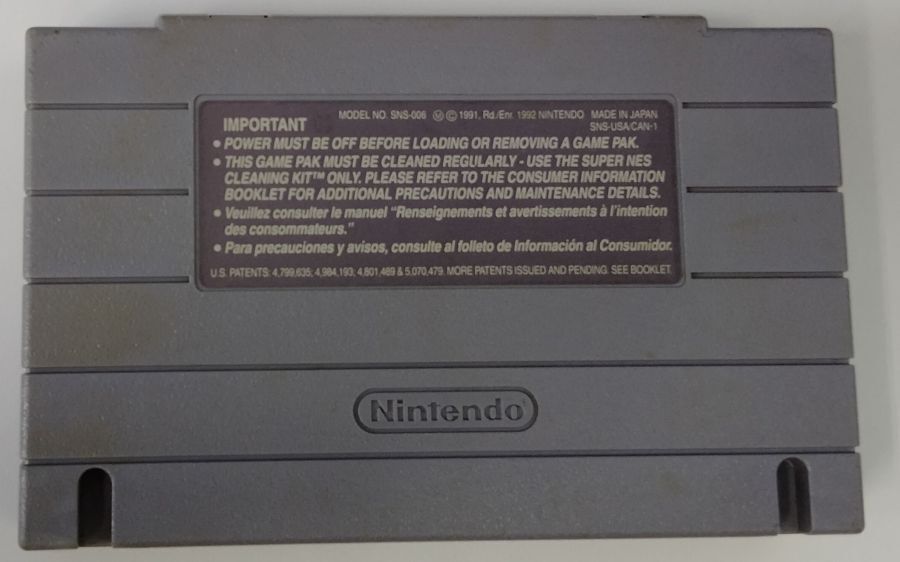 IMPORTANT MODEL NO. SNS-006 Ⓜ © 1991, Rd./Enr. 1992 NINTENDO MADE IN JAPAN
SNS-USA/CAN-1
• POWER MUST BE OFF BEFORE LOADING OR REMOVING A GAME PAK.
• THIS GAME PAK MUST BE CLEANED REGULARLY - USE THE SUPER NES
CLEANING KIT™ ONLY. PLEASE REFER TO THE CONSUMER INFORMATION
BOOKLET FOR ADDITIONAL PRECAUTIONS AND MAINTENANCE DETAILS.
• Veuillez consulter le manuel "Renseignements et avertissements à l'intention
des consommateurs."
• Para precauciones y avisos, consulte al folleto de Información al Consumidor.
U.S. PATENTS: 4,799,635; 4,984,193; 4,801,489 & 5,070,479. MORE PATENTS ISSUED AND PENDING. SEE BOOKLET.
Nintendo®